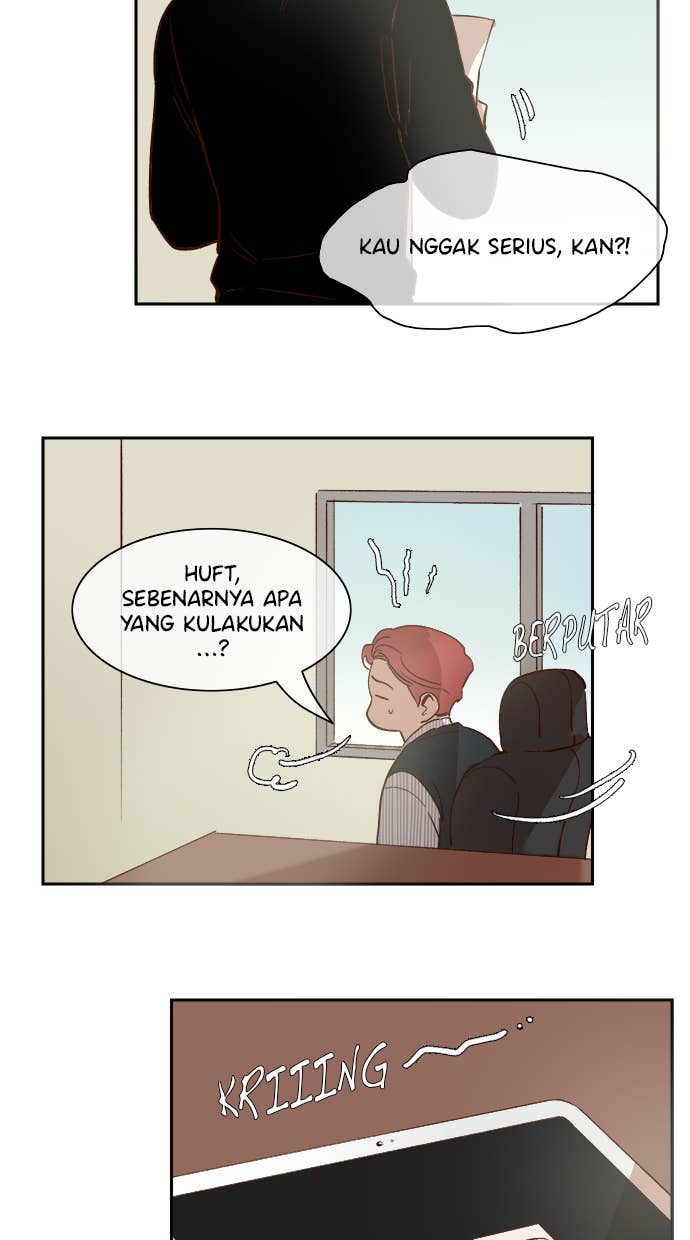 KAU NGGAK SERIUS, KAN?!
HUFT,
SEBENARNYA APA
YANG KULAKUKAN
...?
BERPUTAR
KRIIING